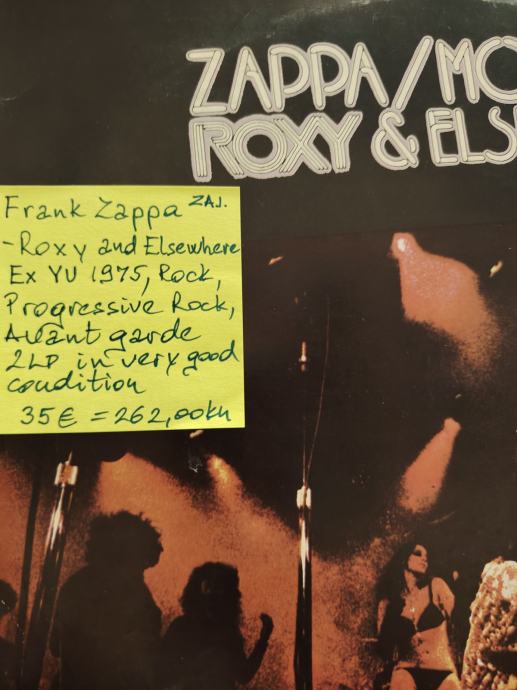 ZAPPA/MO
ROXY & ELS
Frank Zappa ZAJ.
-Roxy and Elsewhere
Ex YU 1975, Rock,
Progressive Rock,
Avant garde
2LP in very good
condition
35€ = 262,00kn